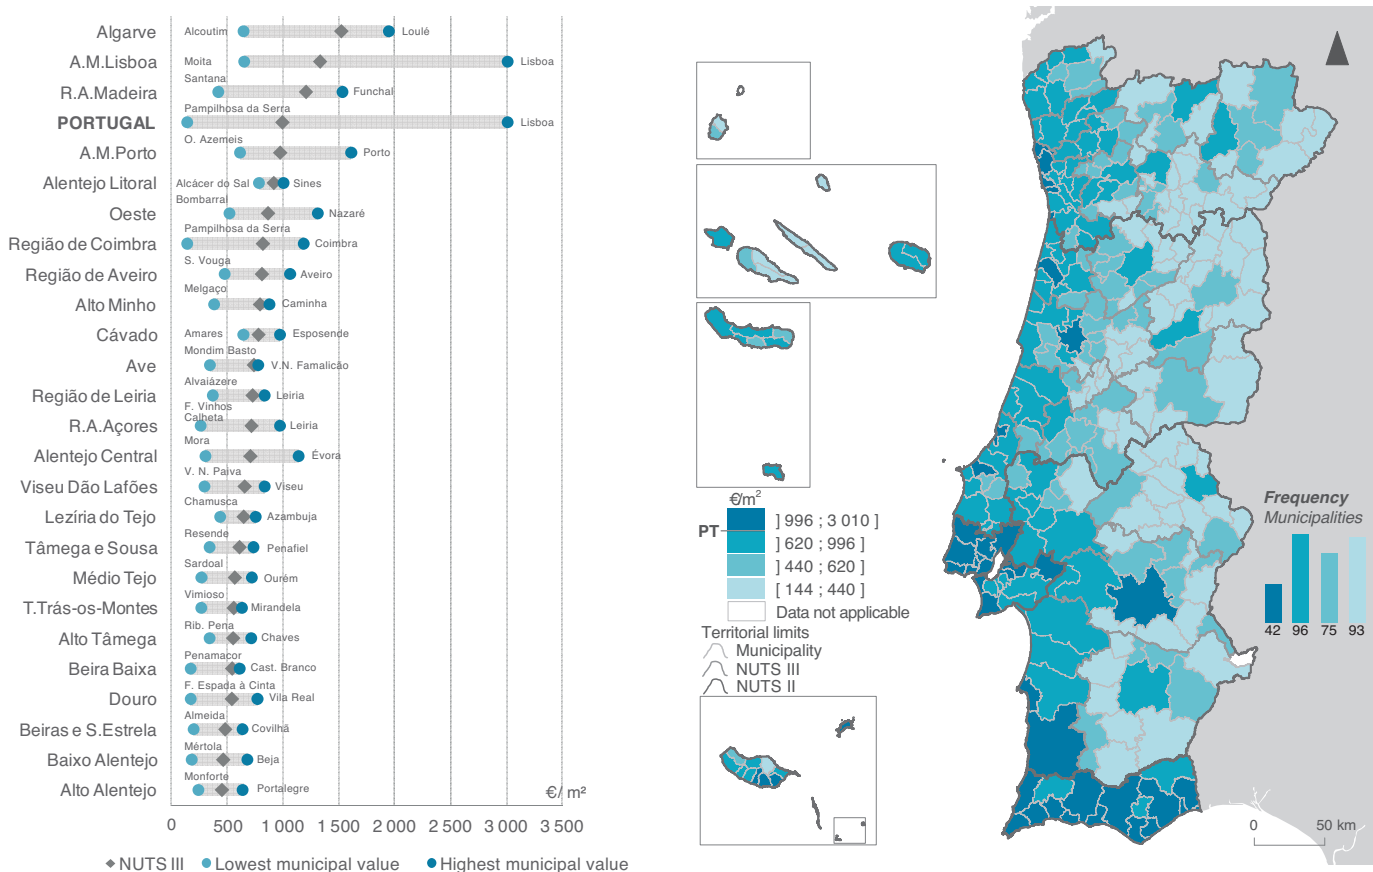 Algarve
Alcoutim
Loulé
A.M.Lisboa
Moita
Lisboa
Santana
R.A.Madeira
Funchal
Pampilhosa da Serra
PORTUGAL
Lisboa
O. Azemeis
A.M.Porto
Porto
Alentejo Litoral
Alcácer do Sal
Sines
Bombarral
Oeste
Nazaré
Pampilhosa da Serra
Região de Coimbra
Coimbra
S. Vouga
Região de Aveiro
Aveiro
Melgaço
Alto Minho
Caminha
Cávado
Amares
Esposende
Mondim Basto
Ave
V.N. Famalicão
Alvaiázere
Região de Leiria
Leiria
F. Vinhos
Calheta
R.A.Açores
Leiria
Mora
Alentejo Central
Évora
V. N. Paiva
Viseu Dão Lafões
Viseu
Chamusca
Lezíria do Tejo
Azambuja
Resende
Tâmega e Sousa
Penafiel
Sardoal
Médio Tejo
Ourém
Vimioso
T.Trás-os-Montes
Mirandela
Rib. Pena
Alto Tâmega
Chaves
Penamacor
Beira Baixa
Cast. Branco
F. Espada à Cinta
Douro
Vila Real
Almeida
Beiras e S.Estrela
Covilhã
Mértola
Baixo Alentejo
Beja
Monforte
Alto Alentejo
Portalegre
€/ m²
0 500 1 000 1 500 2 000 2 500 3 000 3 500
NUTS III Lowest municipal value Highest municipal value
€/m²
PT
] 996 ; 3 010 ]
] 620 ; 996 ]
] 440 ; 620 ]
[ 144 ; 440 ]
Data not applicable
Territorial limits
Municipality
NUTS III
NUTS II
Frequency
Municipalities
42 96 75 93
0 50 km